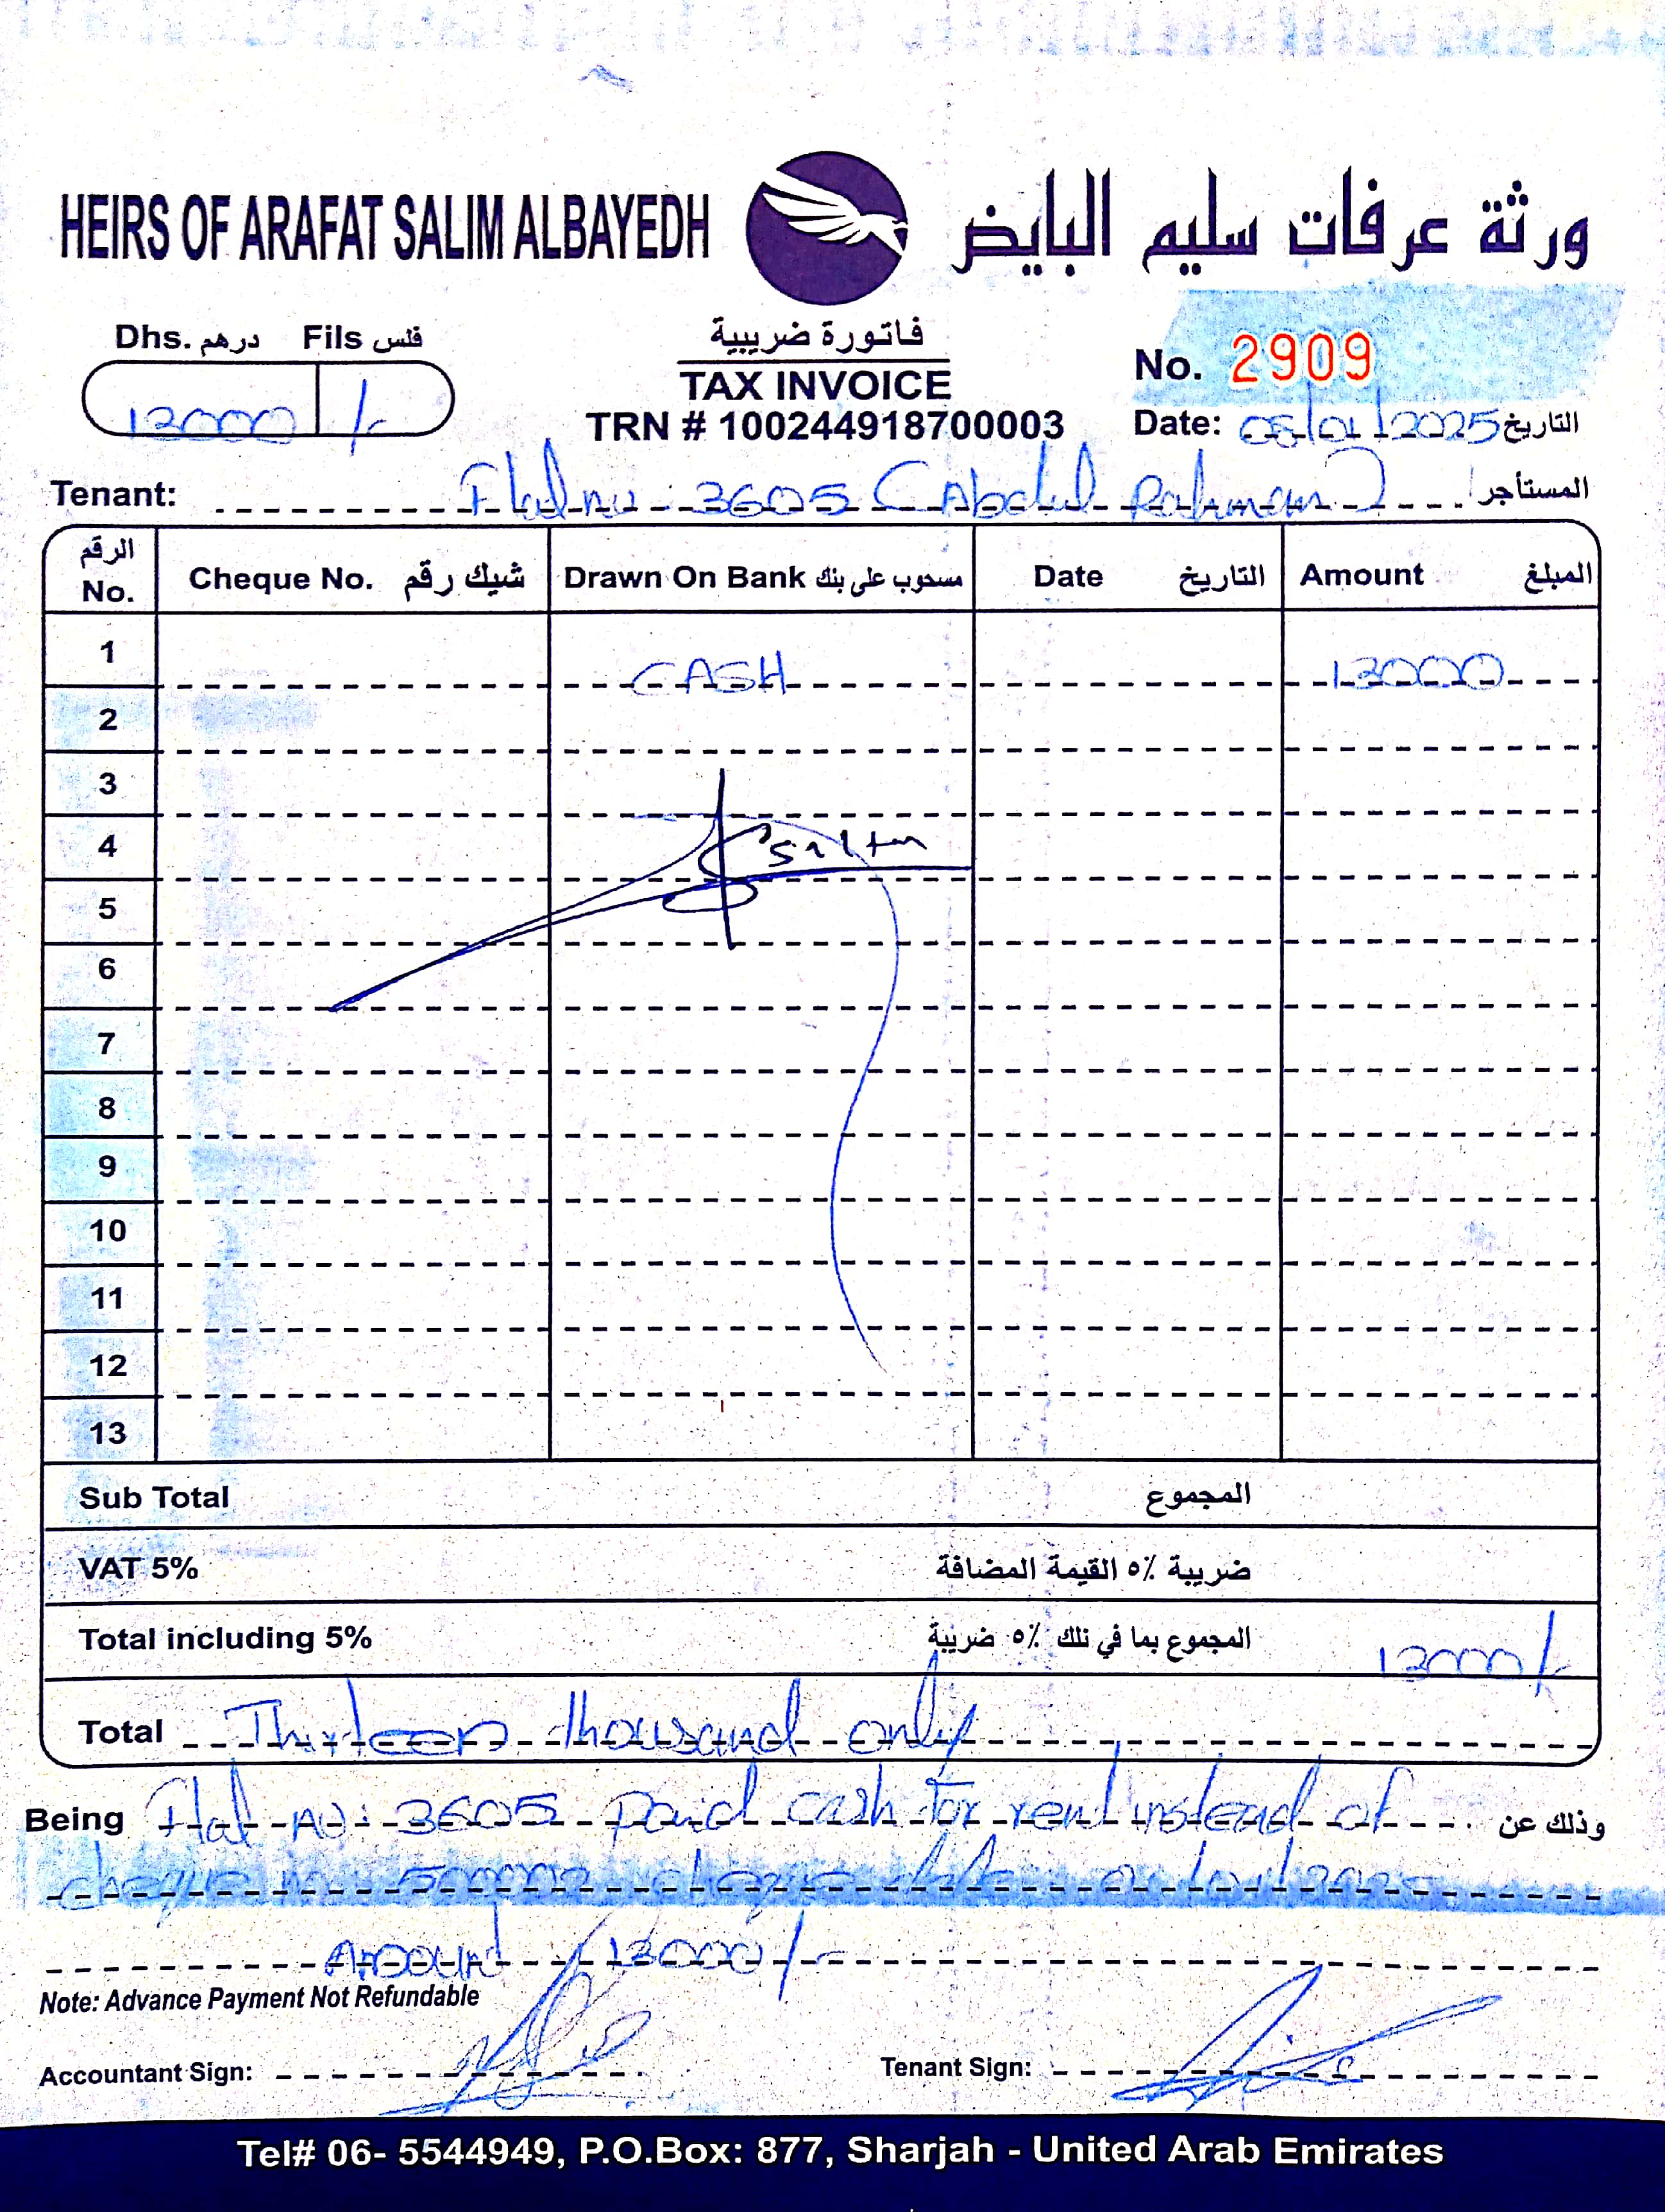 HEIRS OF ARAFAT SALIM ALBAYEDH ورثة عرفات سليم البايض
Dhs. درهم Fils فلس
13000 /-
فاتورة ضريبية
TAX INVOICE
TRN # 100244918700003
No. 2909
Date: 08/01/2025 التاريخ
Tenant: Flat no: 3605 (Abdul Rahman) المستأجر
الرقم No. Cheque No. شيك رقم Drawn On Bank مسحوب على بنك Date التاريخ Amount المبلغ
1 CASH 13000
2
3
4
5
6
7
8
9
10
11
12
13
Sub Total المجموع
VAT 5% ضريبة ٥٪ القيمة المضافة
Total including 5% المجموع بما في ذلك ٥٪ ضريبة 13000/-
Total Thirteen thousand only
Being Flat no: 3605 paid cash for rent instead of وذلك عن
cheque no: cheque
Amount 13000/-
Note: Advance Payment Not Refundable
Accountant Sign: Tenant Sign:
Tel# 06- 5544949, P.O.Box: 877, Sharjah - United Arab Emirates